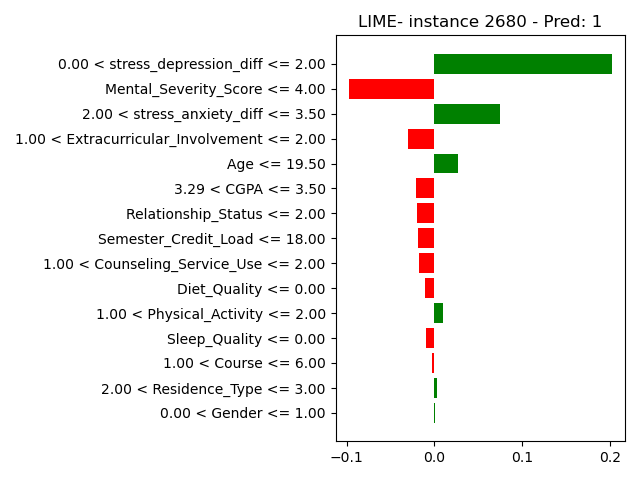 LIME- instance 2680 - Pred: 1
0.00 < stress_depression_diff <= 2.00
Mental_Severity_Score <= 4.00
2.00 < stress_anxiety_diff <= 3.50
1.00 < Extracurricular_Involvement <= 2.00
Age <= 19.50
3.29 < CGPA <= 3.50
Relationship_Status <= 2.00
Semester_Credit_Load <= 18.00
1.00 < Counseling_Service_Use <= 2.00
Diet_Quality <= 0.00
1.00 < Physical_Activity <= 2.00
Sleep_Quality <= 0.00
1.00 < Course <= 6.00
2.00 < Residence_Type <= 3.00
0.00 < Gender <= 1.00
−0.1 0.0 0.1 0.2